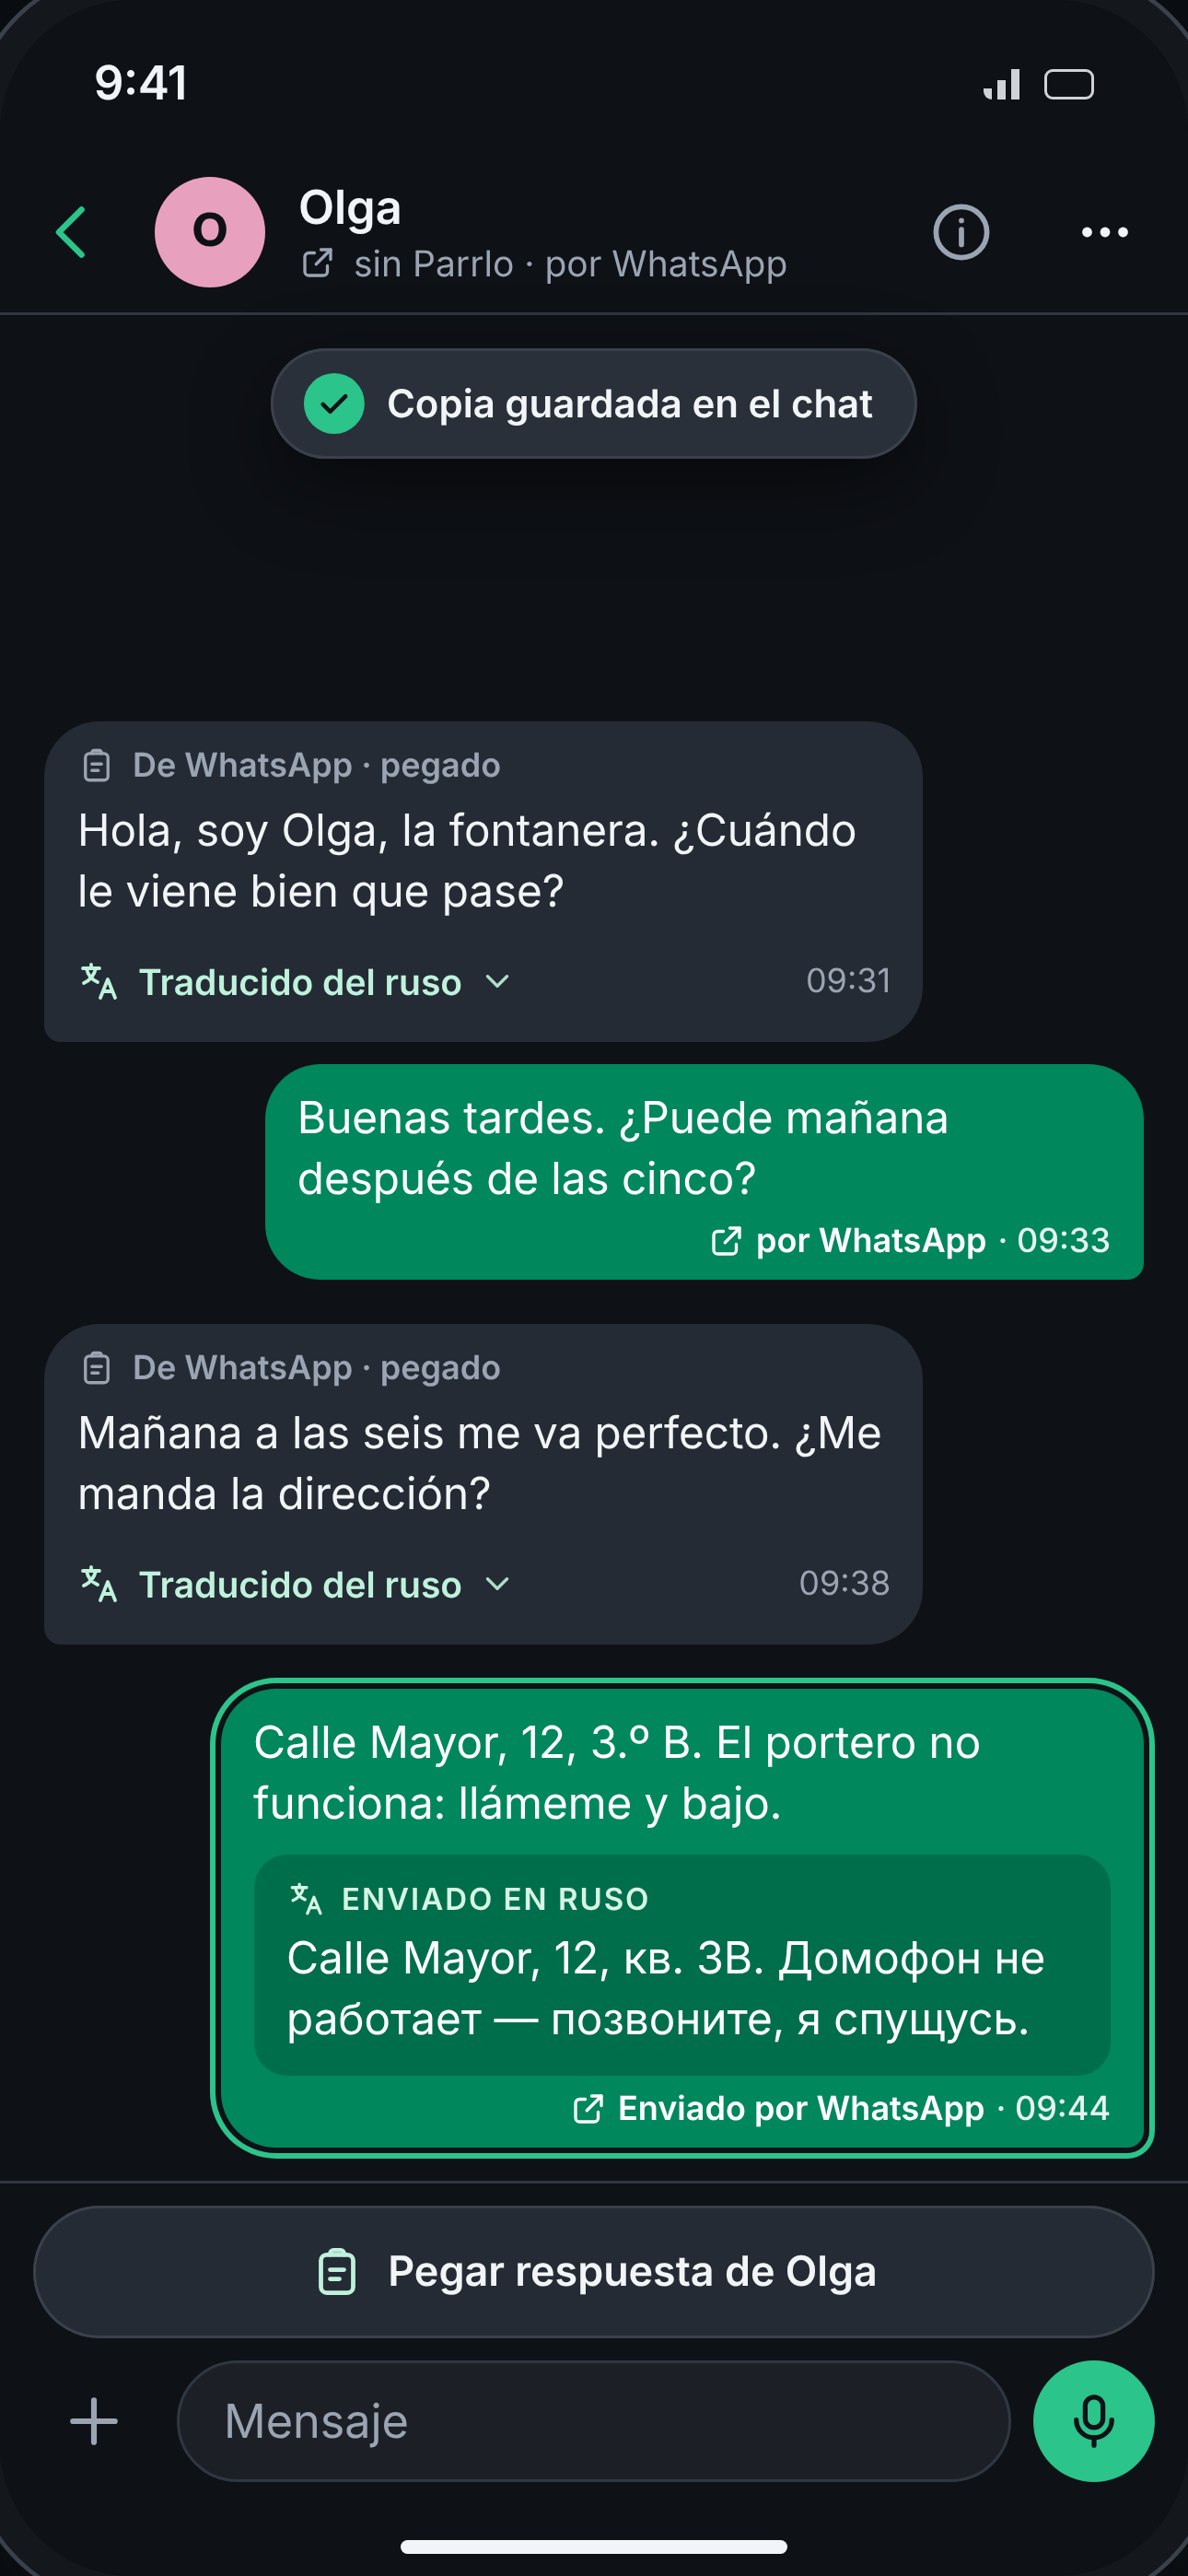 9:41
O
Olga
sin Parrlo · por WhatsApp
Copia guardada en el chat
De WhatsApp · pegado
Hola, soy Olga, la fontanera. ¿Cuándo
le viene bien que pase?
Traducido del ruso
09:31
Buenas tardes. ¿Puede mañana
después de las cinco?
por WhatsApp · 09:33
De WhatsApp · pegado
Mañana a las seis me va perfecto. ¿Me
manda la dirección?
Traducido del ruso
09:38
Calle Mayor, 12, 3.º B. El portero no
funciona: llámeme y bajo.
ENVIADO EN RUSO
Calle Mayor, 12, кв. 3B. Домофон не
работает — позвоните, я спущусь.
Enviado por WhatsApp · 09:44
Pegar respuesta de Olga
Mensaje